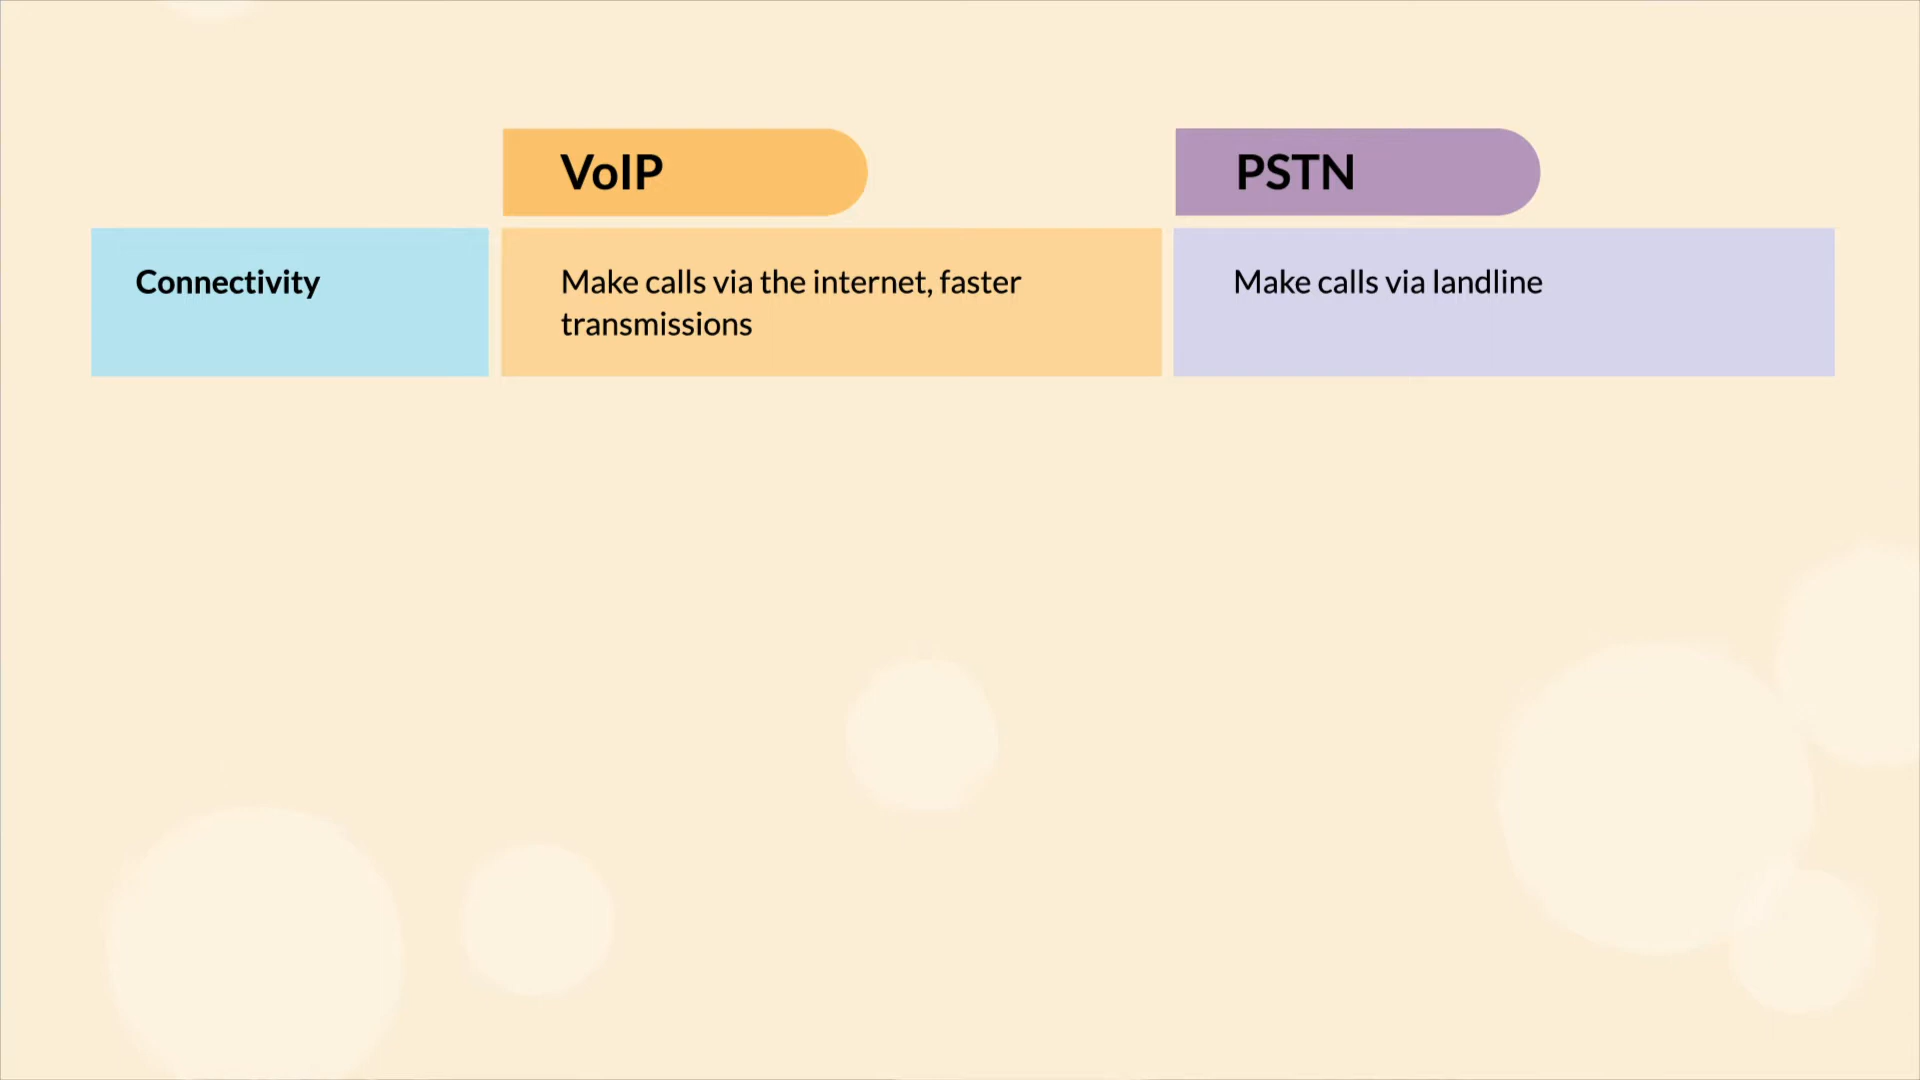 VoIP
PSTN
Connectivity
Make calls via the internet, faster
transmissions
Make calls via landline